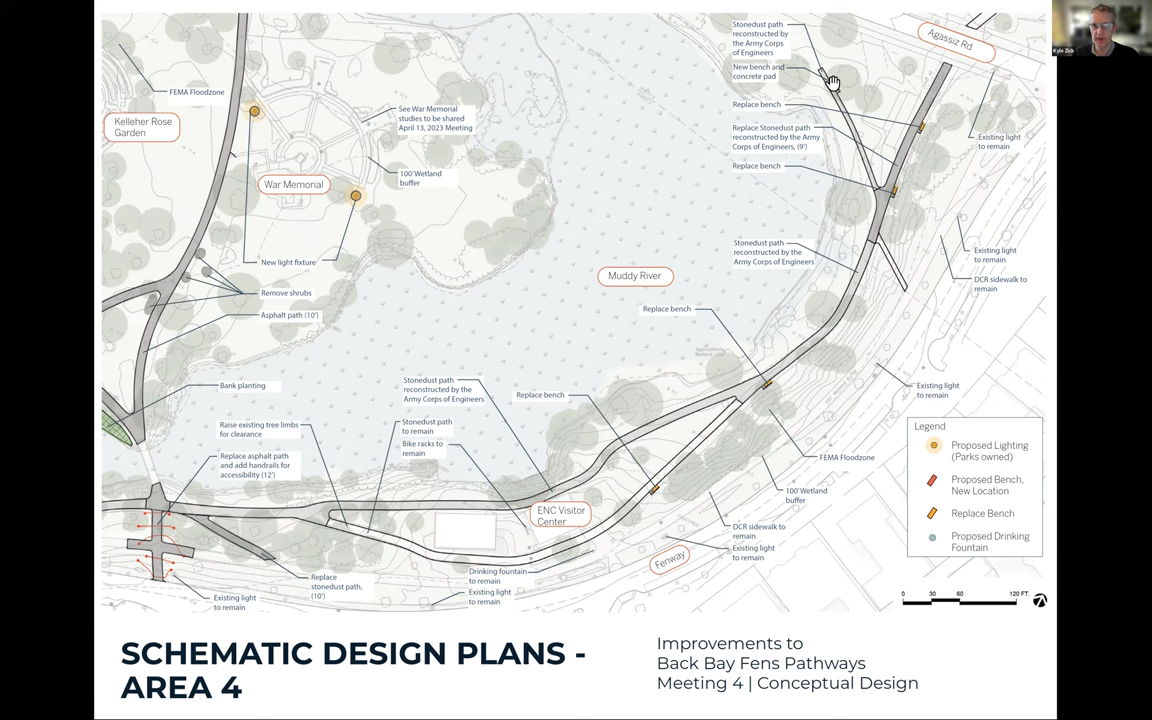 Stonedust path
reconstructed by
the Army Corps
of Engineers
Agassiz Rd
Kyle Zick
New bench and
concrete pad
FEMA Floodzone
Kelleher Rose
Garden
See War Memorial
studies to be shared
April 13, 2023 Meeting
Replace bench
Replace Stonedust path
reconstructed by the Army
Corps of Engineers, (9')
Existing light
to remain
Replace bench
100' Wetland
buffer
War Memorial
Stonedust path
reconstructed by the
Army Corps of Engineers
Existing light
to remain
New light fixture
Muddy River
DCR sidewalk to
remain
Remove shrubs
Replace bench
Asphalt path (10')
Bank planting
Stonedust path
reconstructed by the
Army Corps of Engineers
Replace bench
Existing light
to remain
Raise existing tree limbs
for clearance
Stonedust path
to remain
Bike racks to
remain
Replace asphalt path
and add handrails for
accessibility (12')
FEMA Floodzone
100' Wetland
buffer
ENC Visitor
Center
DCR sidewalk to
remain
Existing light
to remain
Fenway
Drinking fountain
to remain
Existing light
to remain
Replace
stonedust path,
(10')
Existing light
to remain
Legend
Proposed Lighting
(Parks owned)
Proposed Bench,
New Location
Replace Bench
Proposed Drinking
Fountain
0 30 60 120 FT.
SCHEMATIC DESIGN PLANS -
AREA 4
Improvements to
Back Bay Fens Pathways
Meeting 4 | Conceptual Design